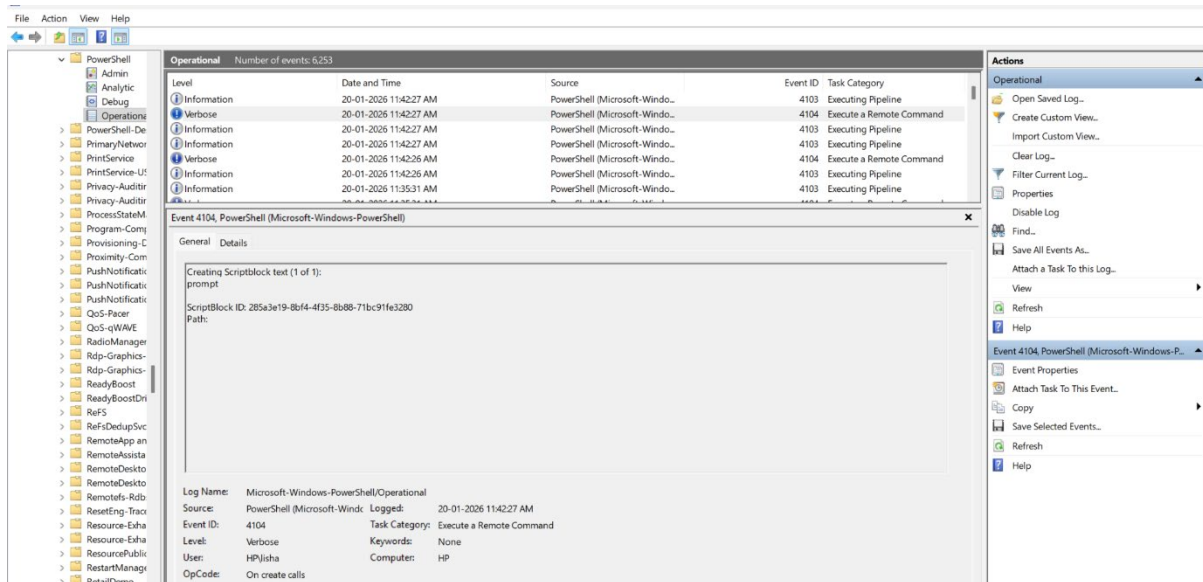 File Action View Help
PowerShell
Admin
Analytic
Debug
Operationa
PowerShell-De
PrimaryNetwor
PrintService
PrintService-US
Privacy-Auditir
Privacy-Auditir
ProcessStateM
Program-Comp
Provisioning-D
Proximity-Com
PushNotificatic
PushNotificatic
PushNotificatic
QoS-Pacer
QoS-qWAVE
RadioManager
Rdp-Graphics-
Rdp-Graphics-
ReadyBoost
ReadyBoostDri
ReFS
ReFsDedupSvc
RemoteApp an
RemoteAssista
RemoteDeskto
RemoteDeskto
Remotefs-Rdb
ResetEng-Trace
Resource-Exha
Resource-Exha
ResourcePublic
RestartManage
RetailDemo
Operational Number of events: 6,253
Level Date and Time Source Event ID Task Category
Information 20-01-2026 11:42:27 AM PowerShell (Microsoft-Windo... 4103 Executing Pipeline
Verbose 20-01-2026 11:42:27 AM PowerShell (Microsoft-Windo... 4104 Execute a Remote Command
Information 20-01-2026 11:42:27 AM PowerShell (Microsoft-Windo... 4103 Executing Pipeline
Information 20-01-2026 11:42:27 AM PowerShell (Microsoft-Windo... 4103 Executing Pipeline
Verbose 20-01-2026 11:42:26 AM PowerShell (Microsoft-Windo... 4104 Execute a Remote Command
Information 20-01-2026 11:42:26 AM PowerShell (Microsoft-Windo... 4103 Executing Pipeline
Information 20-01-2026 11:35:31 AM PowerShell (Microsoft-Windo... 4103 Executing Pipeline
Event 4104, PowerShell (Microsoft-Windows-PowerShell)
General Details
Creating Scriptblock text (1 of 1):
prompt
ScriptBlock ID: 285a3e19-8bf4-4f35-8b88-71bc91fe3280
Path:
Log Name: Microsoft-Windows-PowerShell/Operational
Source: PowerShell (Microsoft-Windc Logged: 20-01-2026 11:42:27 AM
Event ID: 4104 Task Category: Execute a Remote Command
Level: Verbose Keywords: None
User: HP\lisha Computer: HP
OpCode: On create calls
Actions
Operational
Open Saved Log...
Create Custom View...
Import Custom View...
Clear Log...
Filter Current Log...
Properties
Disable Log
Find...
Save All Events As...
Attach a Task To this Log...
View
Refresh
Help
Event 4104, PowerShell (Microsoft-Windows-P...
Event Properties
Attach Task To This Event...
Copy
Save Selected Events...
Refresh
Help